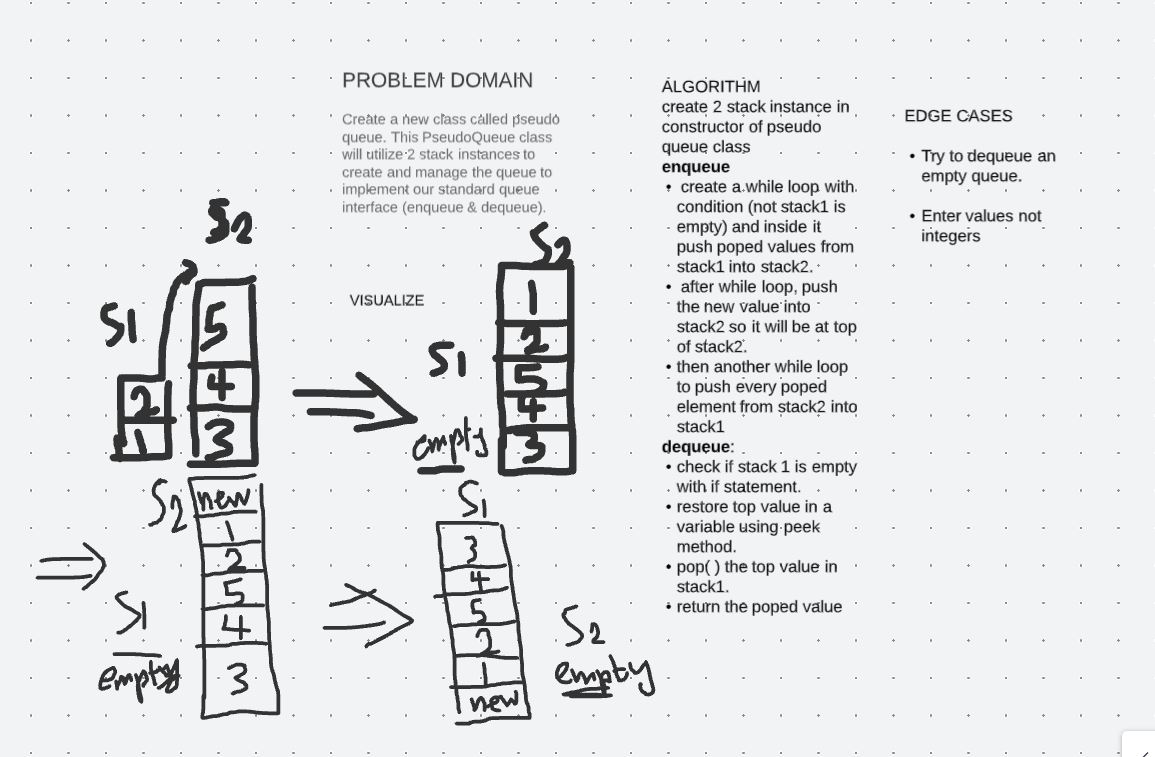 PROBLEM DOMAIN
Create a new class called pseudo
queue. This PseudoQueue class
will utilize 2 stack instances to
create and manage the queue to
implement our standard queue
interface (enqueue & dequeue).
VISUALIZE
S2
S1
5
4
3
2
1
S2
S1
empty
1
2
5
4
3
S2
new
1
2
5
4
3
S1
empty
S1
3
4
5
2
1
new
S2
empty
ALGORITHM
create 2 stack instance in
constructor of pseudo
queue class
enqueue
• create a while loop with
condition (not stack1 is
empty) and inside it
push poped values from
stack1 into stack2.
• after while loop, push
the new value into
stack2 so it will be at top
of stack2.
• then another while loop
to push every poped
element from stack2 into
stack1
dequeue:
• check if stack 1 is empty
with if statement.
• restore top value in a
variable using peek
method.
• pop( ) the top value in
stack1.
• return the poped value
EDGE CASES
• Try to dequeue an
empty queue.
• Enter values not
integers